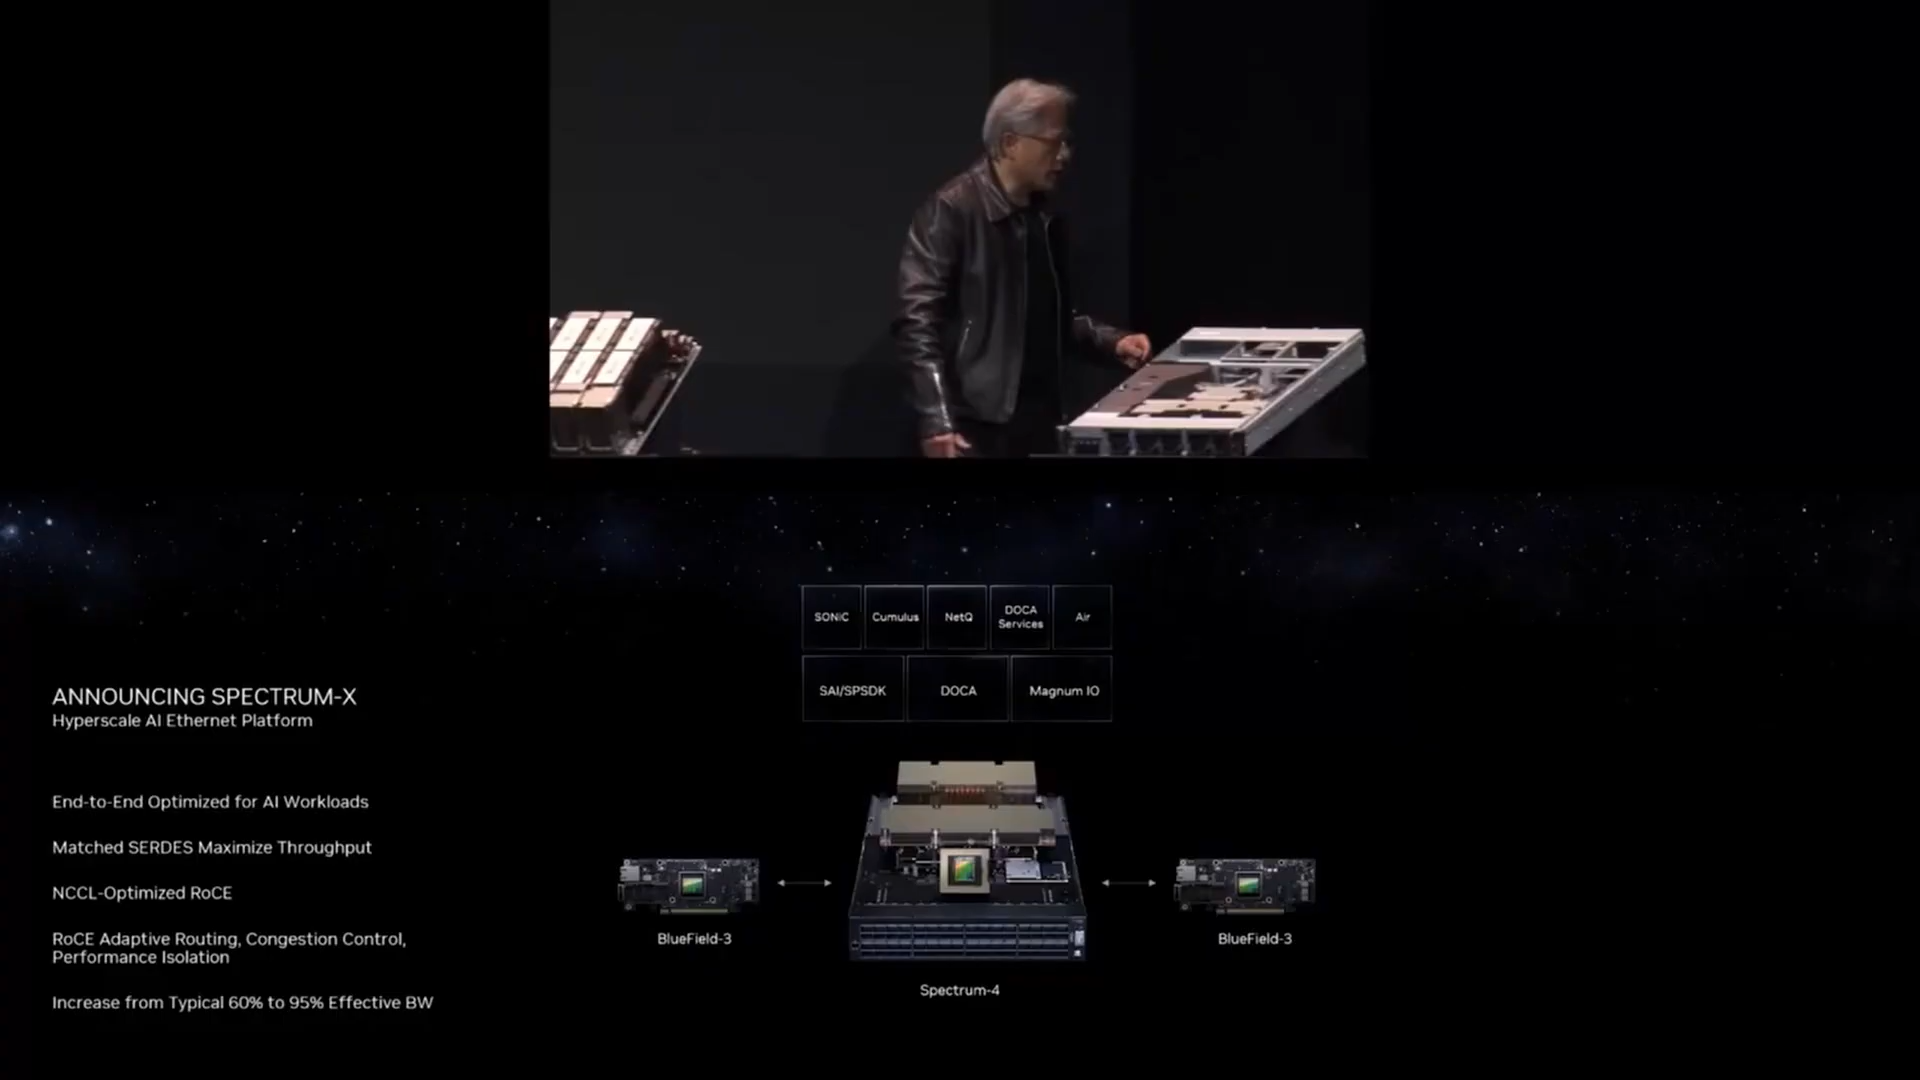 SONiC
Cumulus
NetQ
DOCA
Services
Air
SAI/SPSDK
DOCA
Magnum IO
ANNOUNCING SPECTRUM-X
Hyperscale AI Ethernet Platform
End-to-End Optimized for AI Workloads
Matched SERDES Maximize Throughput
NCCL-Optimized RoCE
RoCE Adaptive Routing, Congestion Control,
Performance Isolation
Increase from Typical 60% to 95% Effective BW
BlueField-3
Spectrum-4
BlueField-3